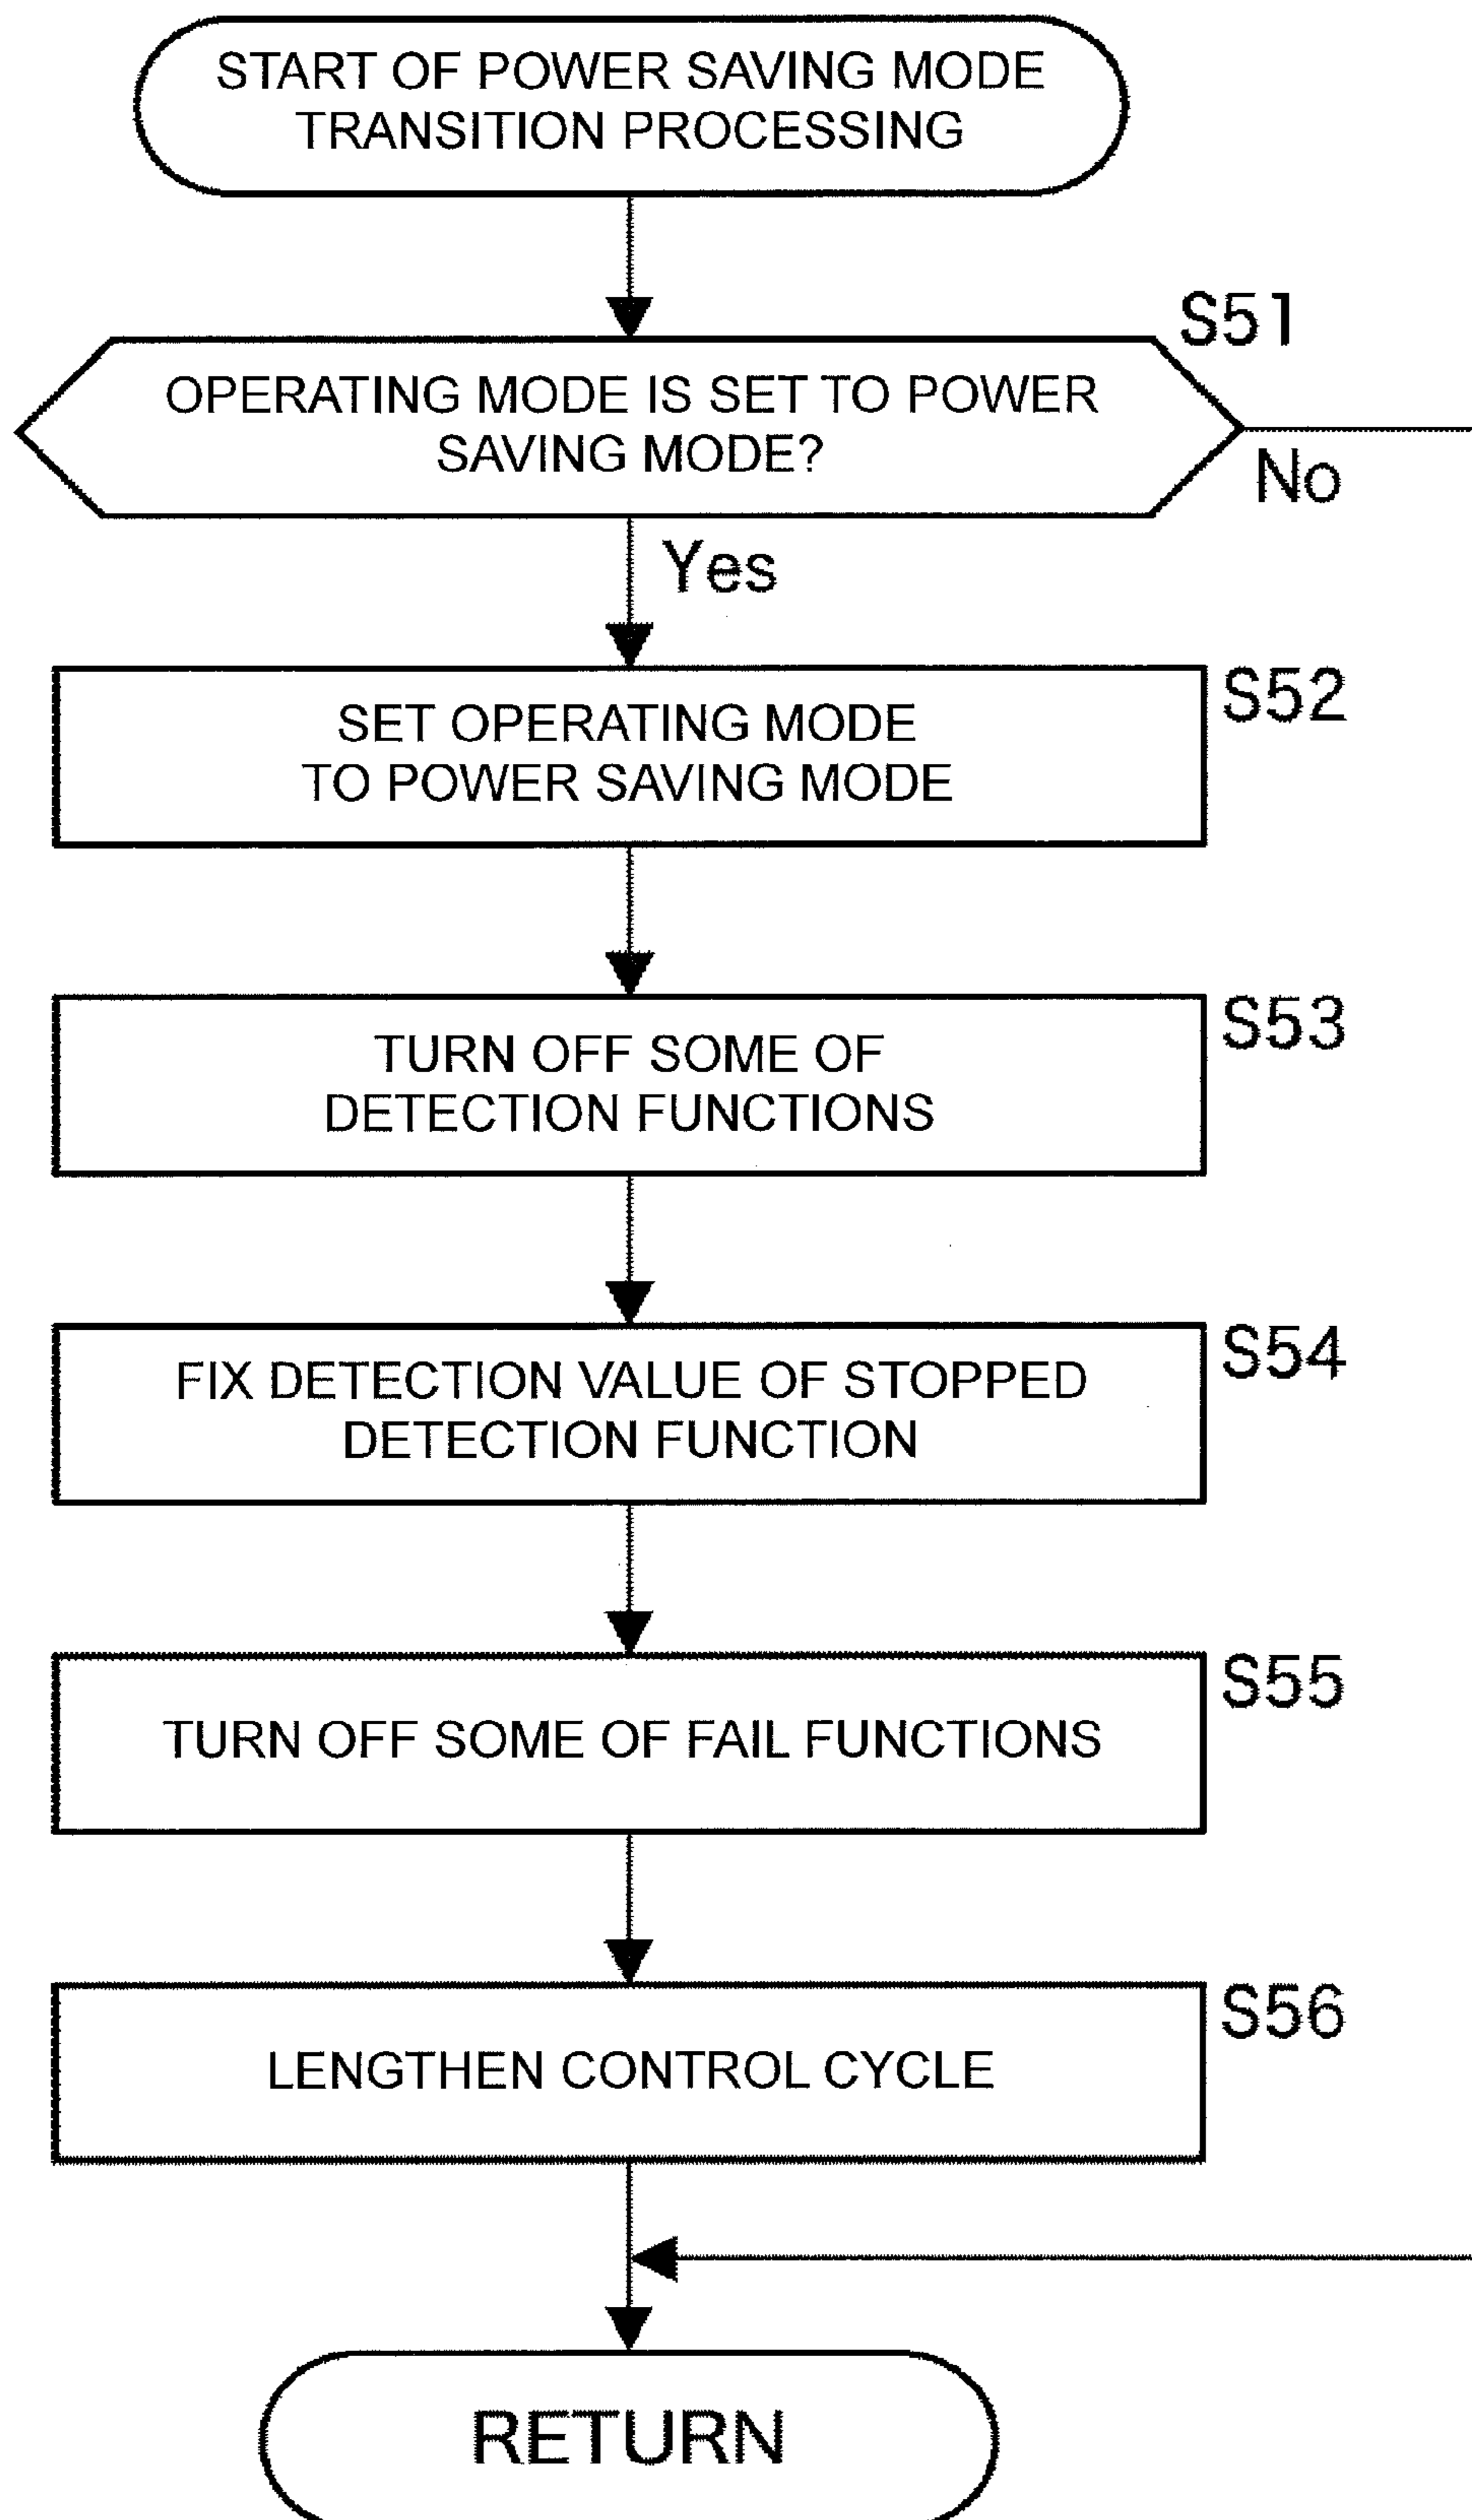 START OF POWER SAVING MODE
TRANSITION PROCESSING
S51
OPERATING MODE IS SET TO POWER
SAVING MODE?
No
Yes
S52
SET OPERATING MODE
TO POWER SAVING MODE
S53
TURN OFF SOME OF
DETECTION FUNCTIONS
S54
FIX DETECTION VALUE OF STOPPED
DETECTION FUNCTION
S55
TURN OFF SOME OF FAIL FUNCTIONS
S56
LENGTHEN CONTROL CYCLE
RETURN